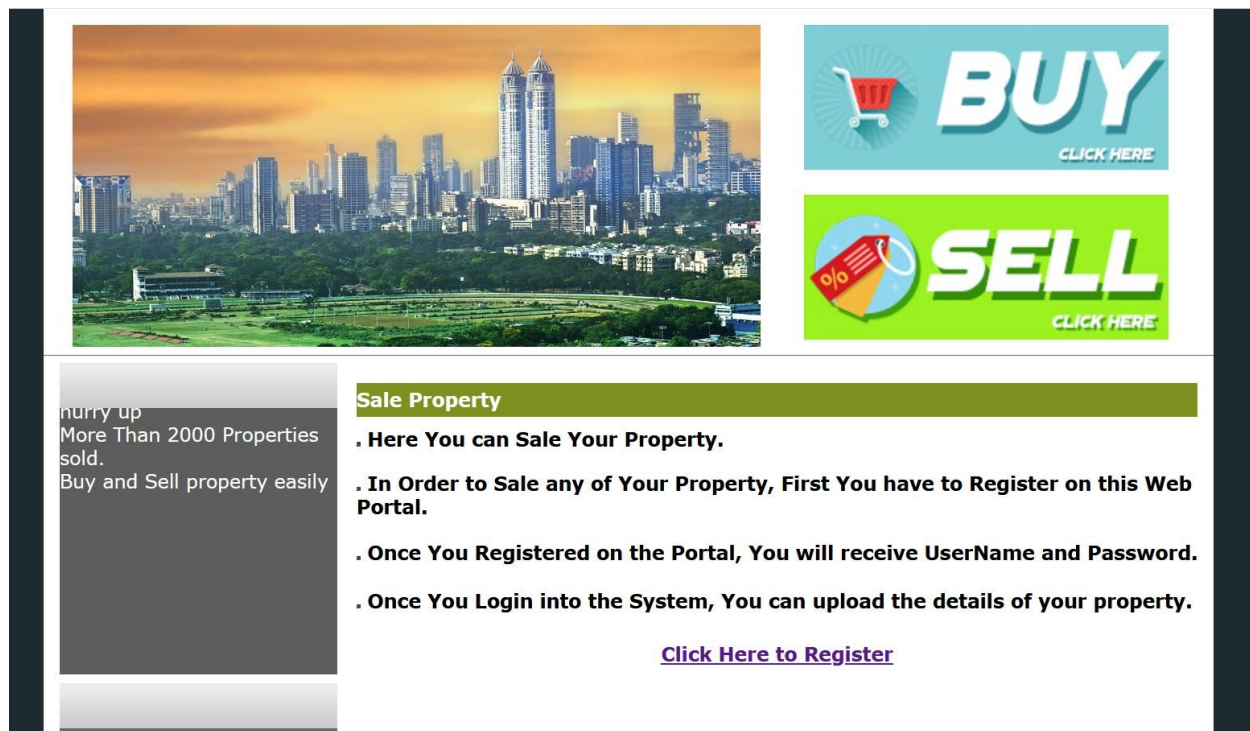 BUY
CLICK HERE
SELL
CLICK HERE
%
hurry up
More Than 2000 Properties
sold.
Buy and Sell property easily
Sale Property
. Here You can Sale Your Property.
. In Order to Sale any of Your Property, First You have to Register on this Web
Portal.
. Once You Registered on the Portal, You will receive UserName and Password.
. Once You Login into the System, You can upload the details of your property.
Click Here to Register